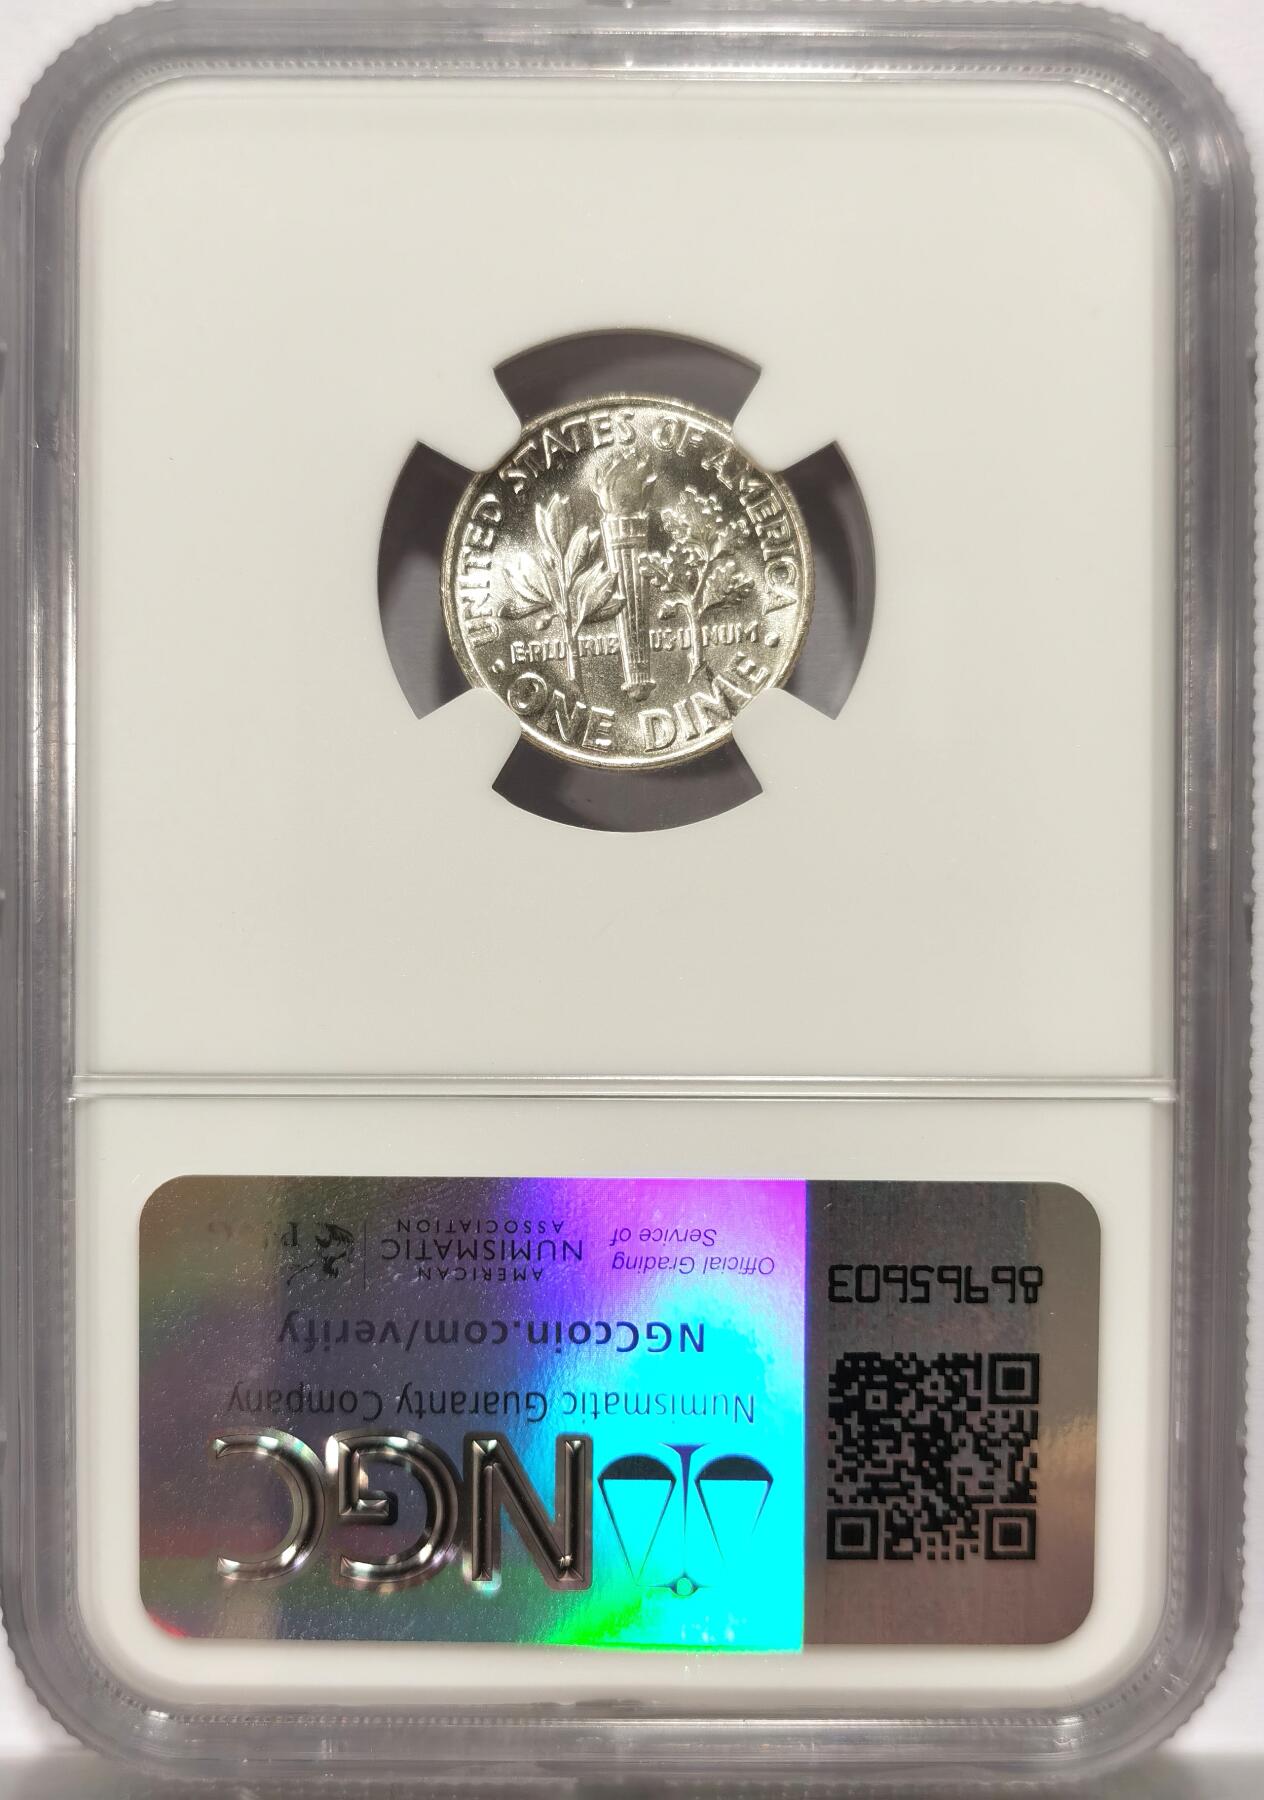 UNITED STATES OF AMERICA
E·PLURIBUS·UNUM
• ONE DIME •
NGC
Numismatic Guaranty Company
NGCcoin.com/verify
Official Grading
Service of
AMERICAN
NUMISMATIC
ASSOCIATION